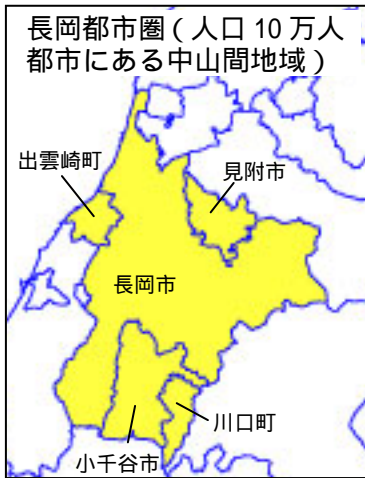 長岡都市圏(人口10万人
都市にある中山間地域)
出雲崎町
見附市
長岡市
川口町
小千谷市